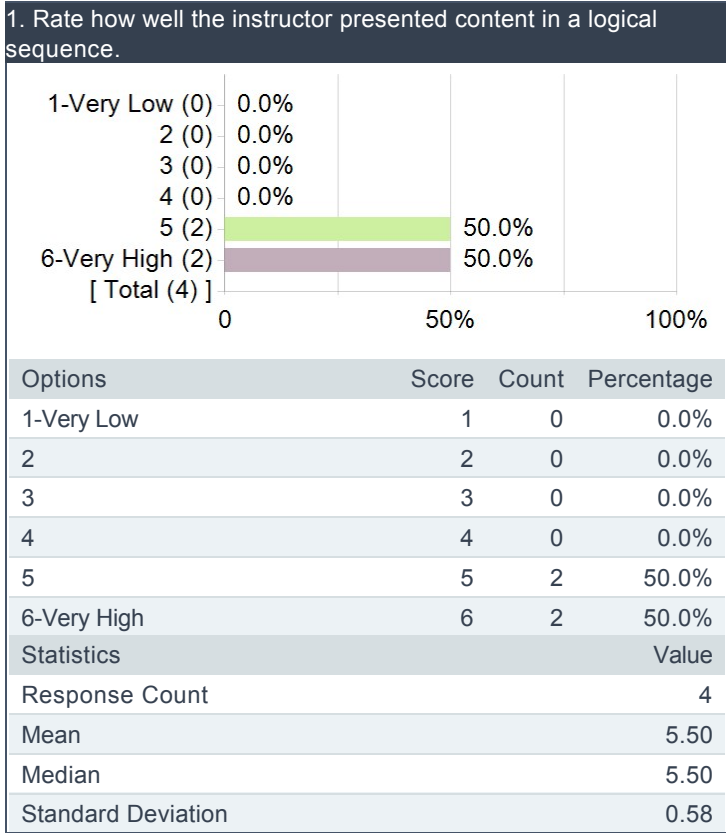 1. Rate how well the instructor presented content in a logical
sequence.
1-Very Low (0) 0.0%
2 (0) 0.0%
3 (0) 0.0%
4 (0) 0.0%
5 (2) 50.0%
6-Very High (2) 50.0%
[ Total (4) ]
0 50% 100%
Options Score Count Percentage
1-Very Low 1 0 0.0%
2 2 0 0.0%
3 3 0 0.0%
4 4 0 0.0%
5 5 2 50.0%
6-Very High 6 2 50.0%
Statistics Value
Response Count 4
Mean 5.50
Median 5.50
Standard Deviation 0.58